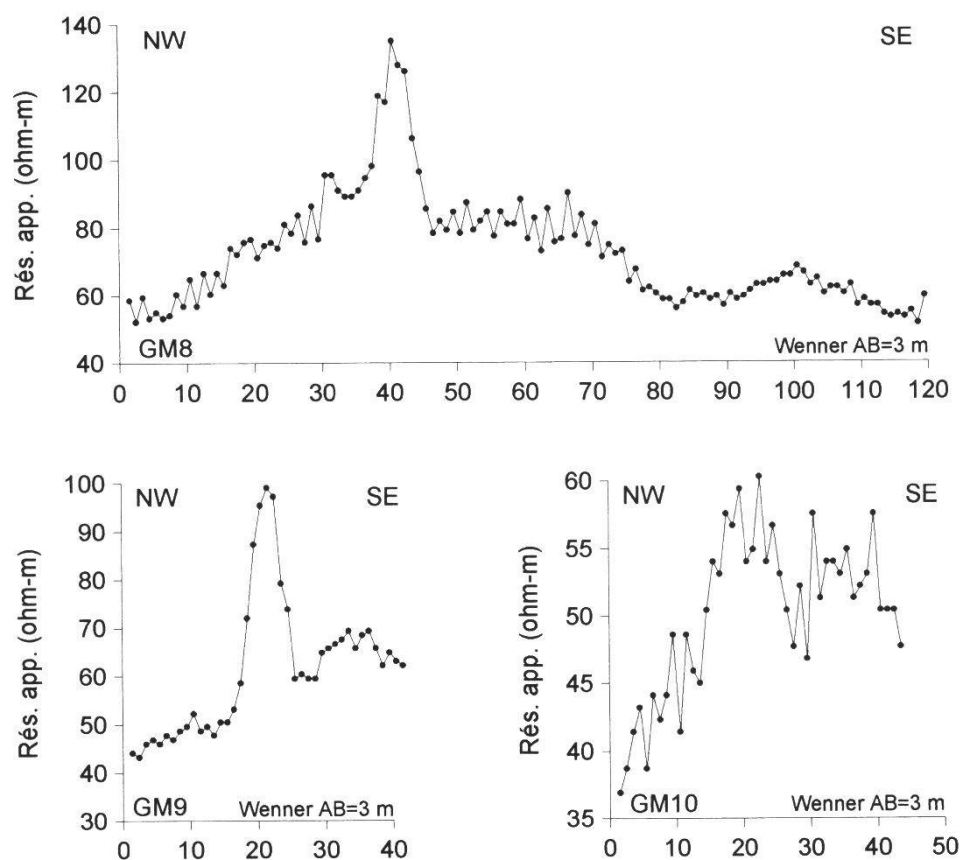 140
NW
SE
120
100
80
60
40
Rés. app. (ohm-m)
GM8
Wenner AB=3 m
0 10 20 30 40 50 60 70 80 90 100 110 120
100
NW
SE
90
80
70
60
50
40
30
Rés. app. (ohm-m)
GM9
Wenner AB=3 m
0 20 40
60
NW
SE
55
50
45
40
35
Rés. app. (ohm-m)
GM10
Wenner AB=3 m
0 10 20 30 40 50